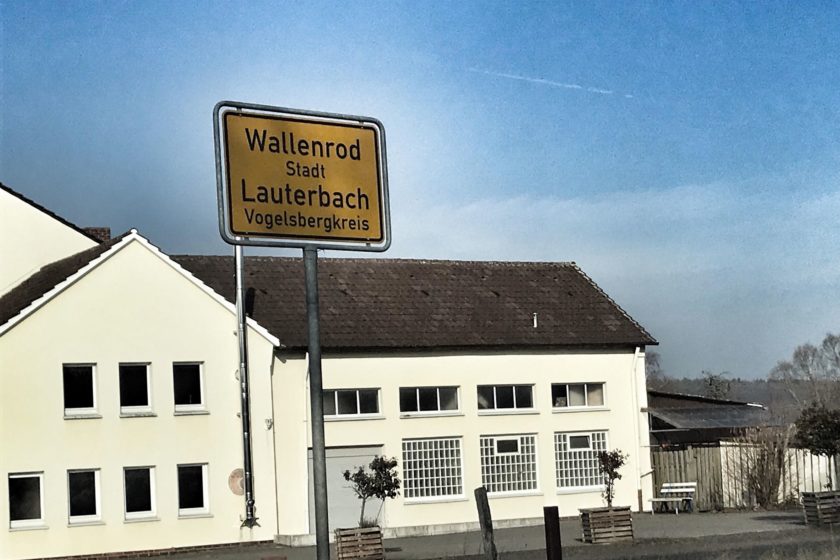 Wallenrod
Stadt
Lauterbach
Vogelsbergkreis